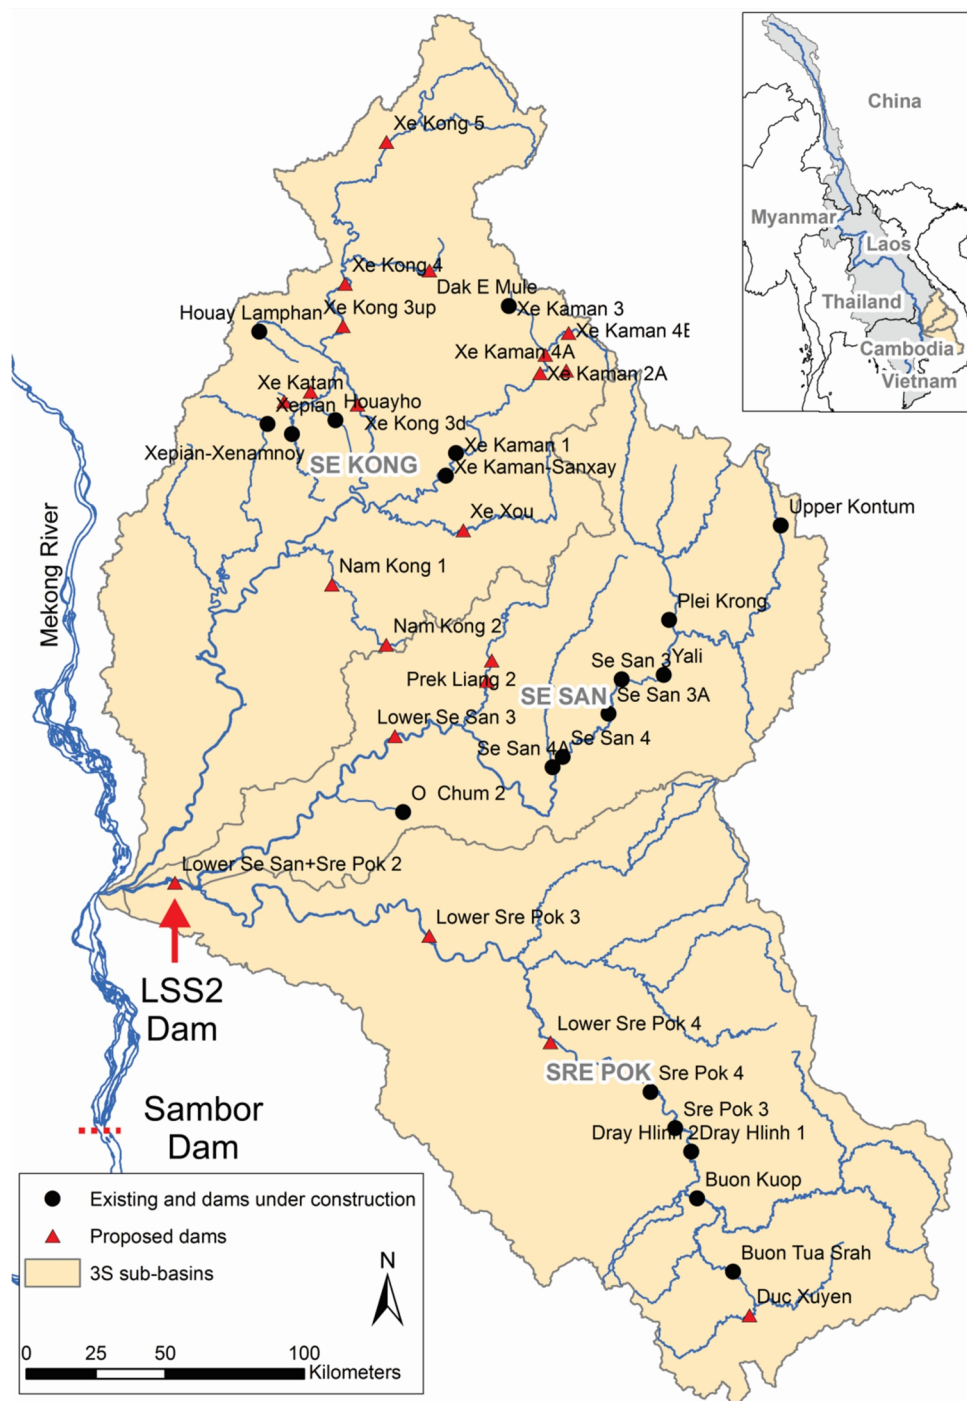 Xe Kong 5
China
Myanmar
Laos
Thailand
Cambodia
Vietnam
Xe Kong 4
Dak E Mule
Houay Lamphan
Xe Kong 3up
Xe Kaman 3
Xe Kaman 4B
Xe Kaman 4A
Xe Katam
Xe Kaman 2A
Xepian
Houayho
Xe Kong 3d
Xepian-Xenamnoy
Xe Kaman 1
SE KONG
Xe Kaman-Sanxay
Xe Xou
Upper Kontum
Mekong River
Nam Kong 1
Plei Krong
Nam Kong 2
Se San 3
Yali
Prek Liang 2
SE SAN
Se San 3A
Lower Se San 3
Se San 4A
Se San 4
O Chum 2
Lower Se San+Sre Pok 2
Lower Sre Pok 3
LSS2
Dam
Lower Sre Pok 4
SRE POK
Sre Pok 4
Sambor
Dam
Sre Pok 3
Dray Hlinh 2
Dray Hlinh 1
Buon Kuop
Existing and dams under construction
Proposed dams
3S sub-basins
N
Buon Tua Srah
Duc Xuyen
0 25 50 100
Kilometers